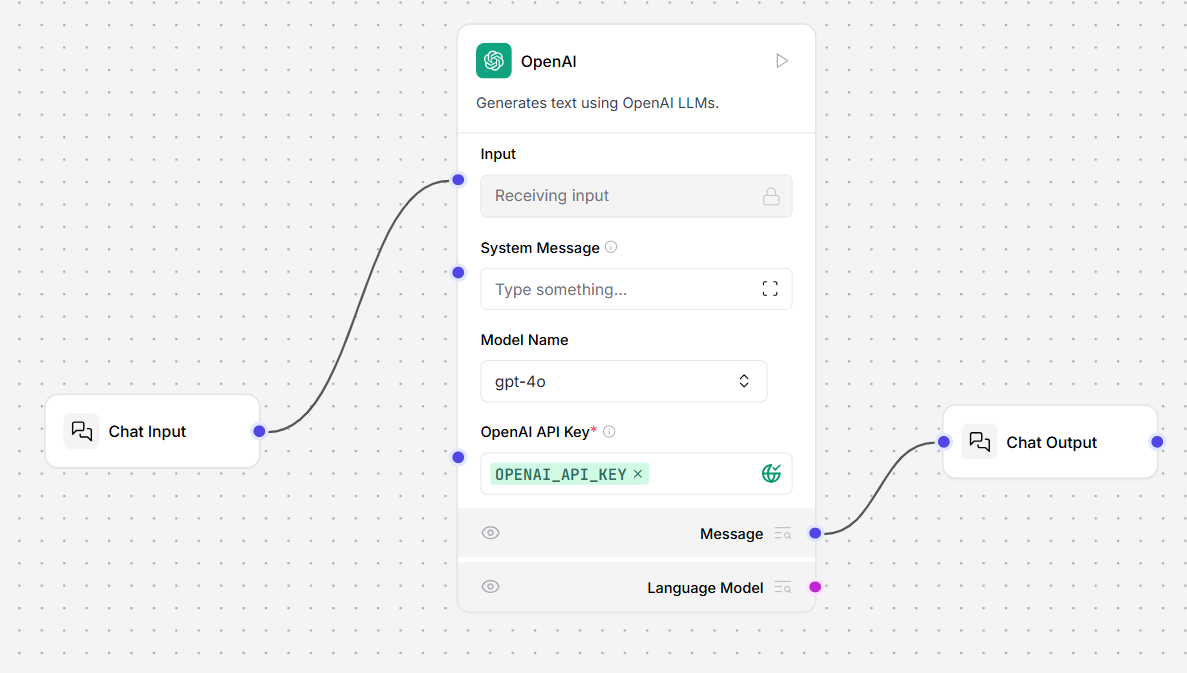 OpenAI
Generates text using OpenAI LLMs.
Input
Receiving input
System Message
Type something...
Model Name
gpt-4o
Chat Input
OpenAI API Key*
OPENAI_API_KEY ×
Chat Output
Message
Language Model